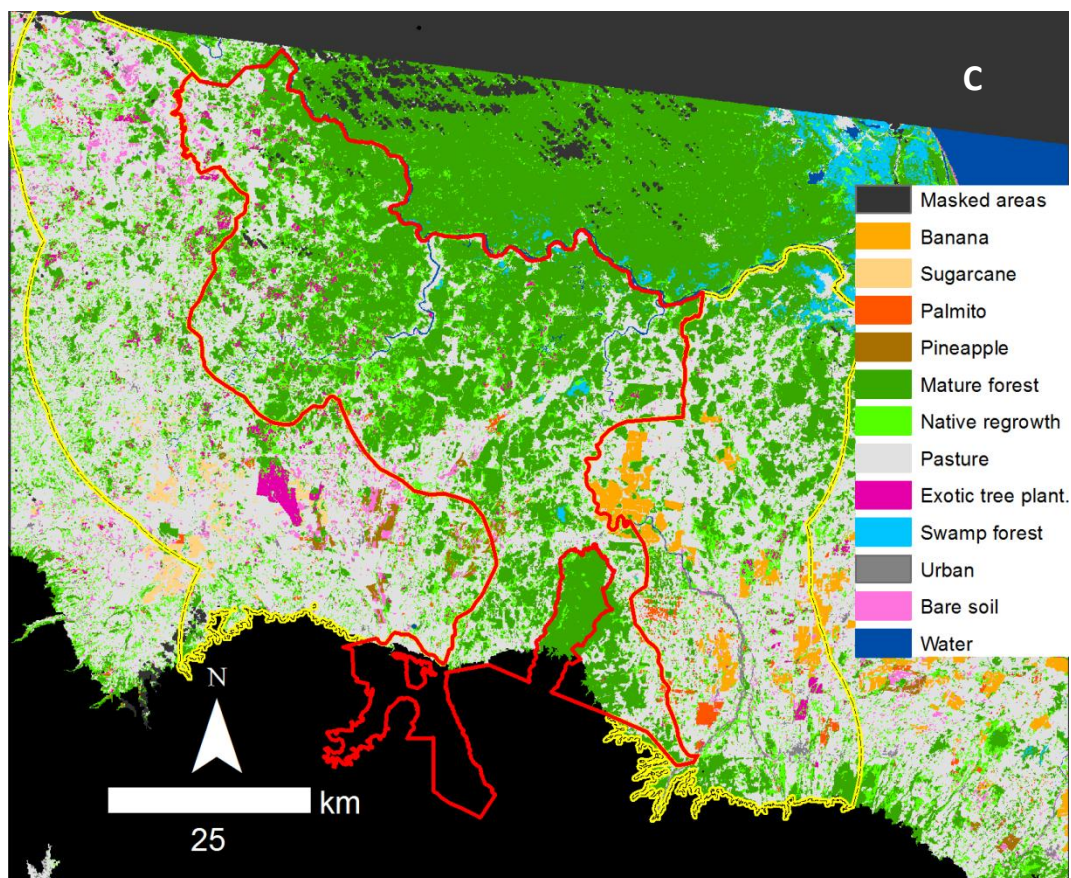 C
Masked areas
Banana
Sugarcane
Palmito
Pineapple
Mature forest
Native regrowth
Pasture
Exotic tree plant.
Swamp forest
Urban
Bare soil
Water
N
km
25